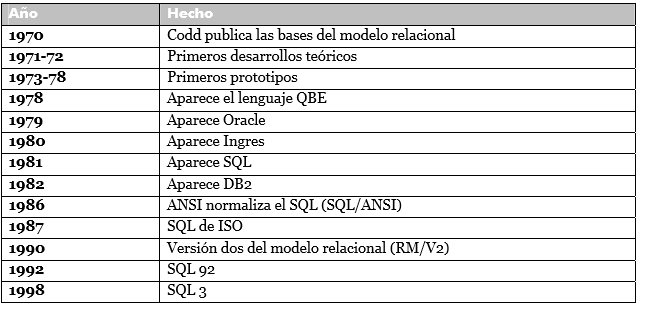 Año Hecho
1970 Codd publica las bases del modelo relacional
1971-72 Primeros desarrollos teóricos
1973-78 Primeros prototipos
1978 Aparece el lenguaje QBE
1979 Aparece Oracle
1980 Aparece Ingres
1981 Aparece SQL
1982 Aparece DB2
1986 ANSI normaliza el SQL (SQL/ANSI)
1987 SQL de ISO
1990 Versión dos del modelo relacional (RM/V2)
1992 SQL 92
1998 SQL 3